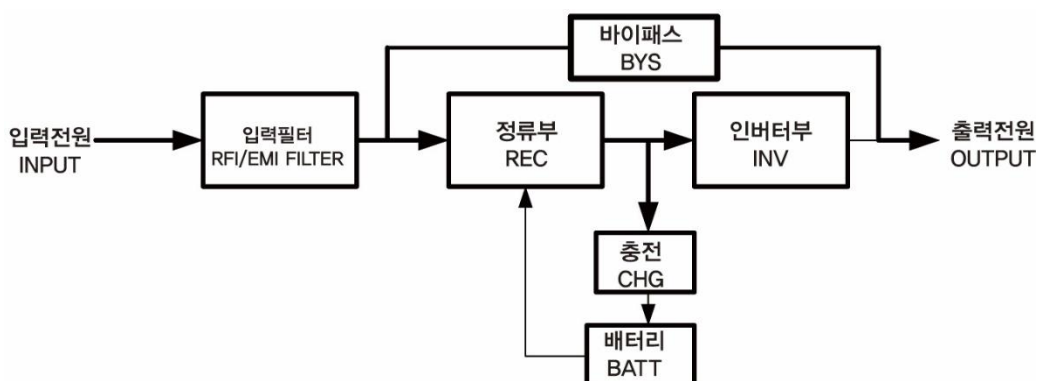 바이패스
BYS
입력전원
INPUT
입력필터
RFI/EMI FILTER
정류부
REC
인버터부
INV
출력전원
OUTPUT
충전
CHG
배터리
BATT